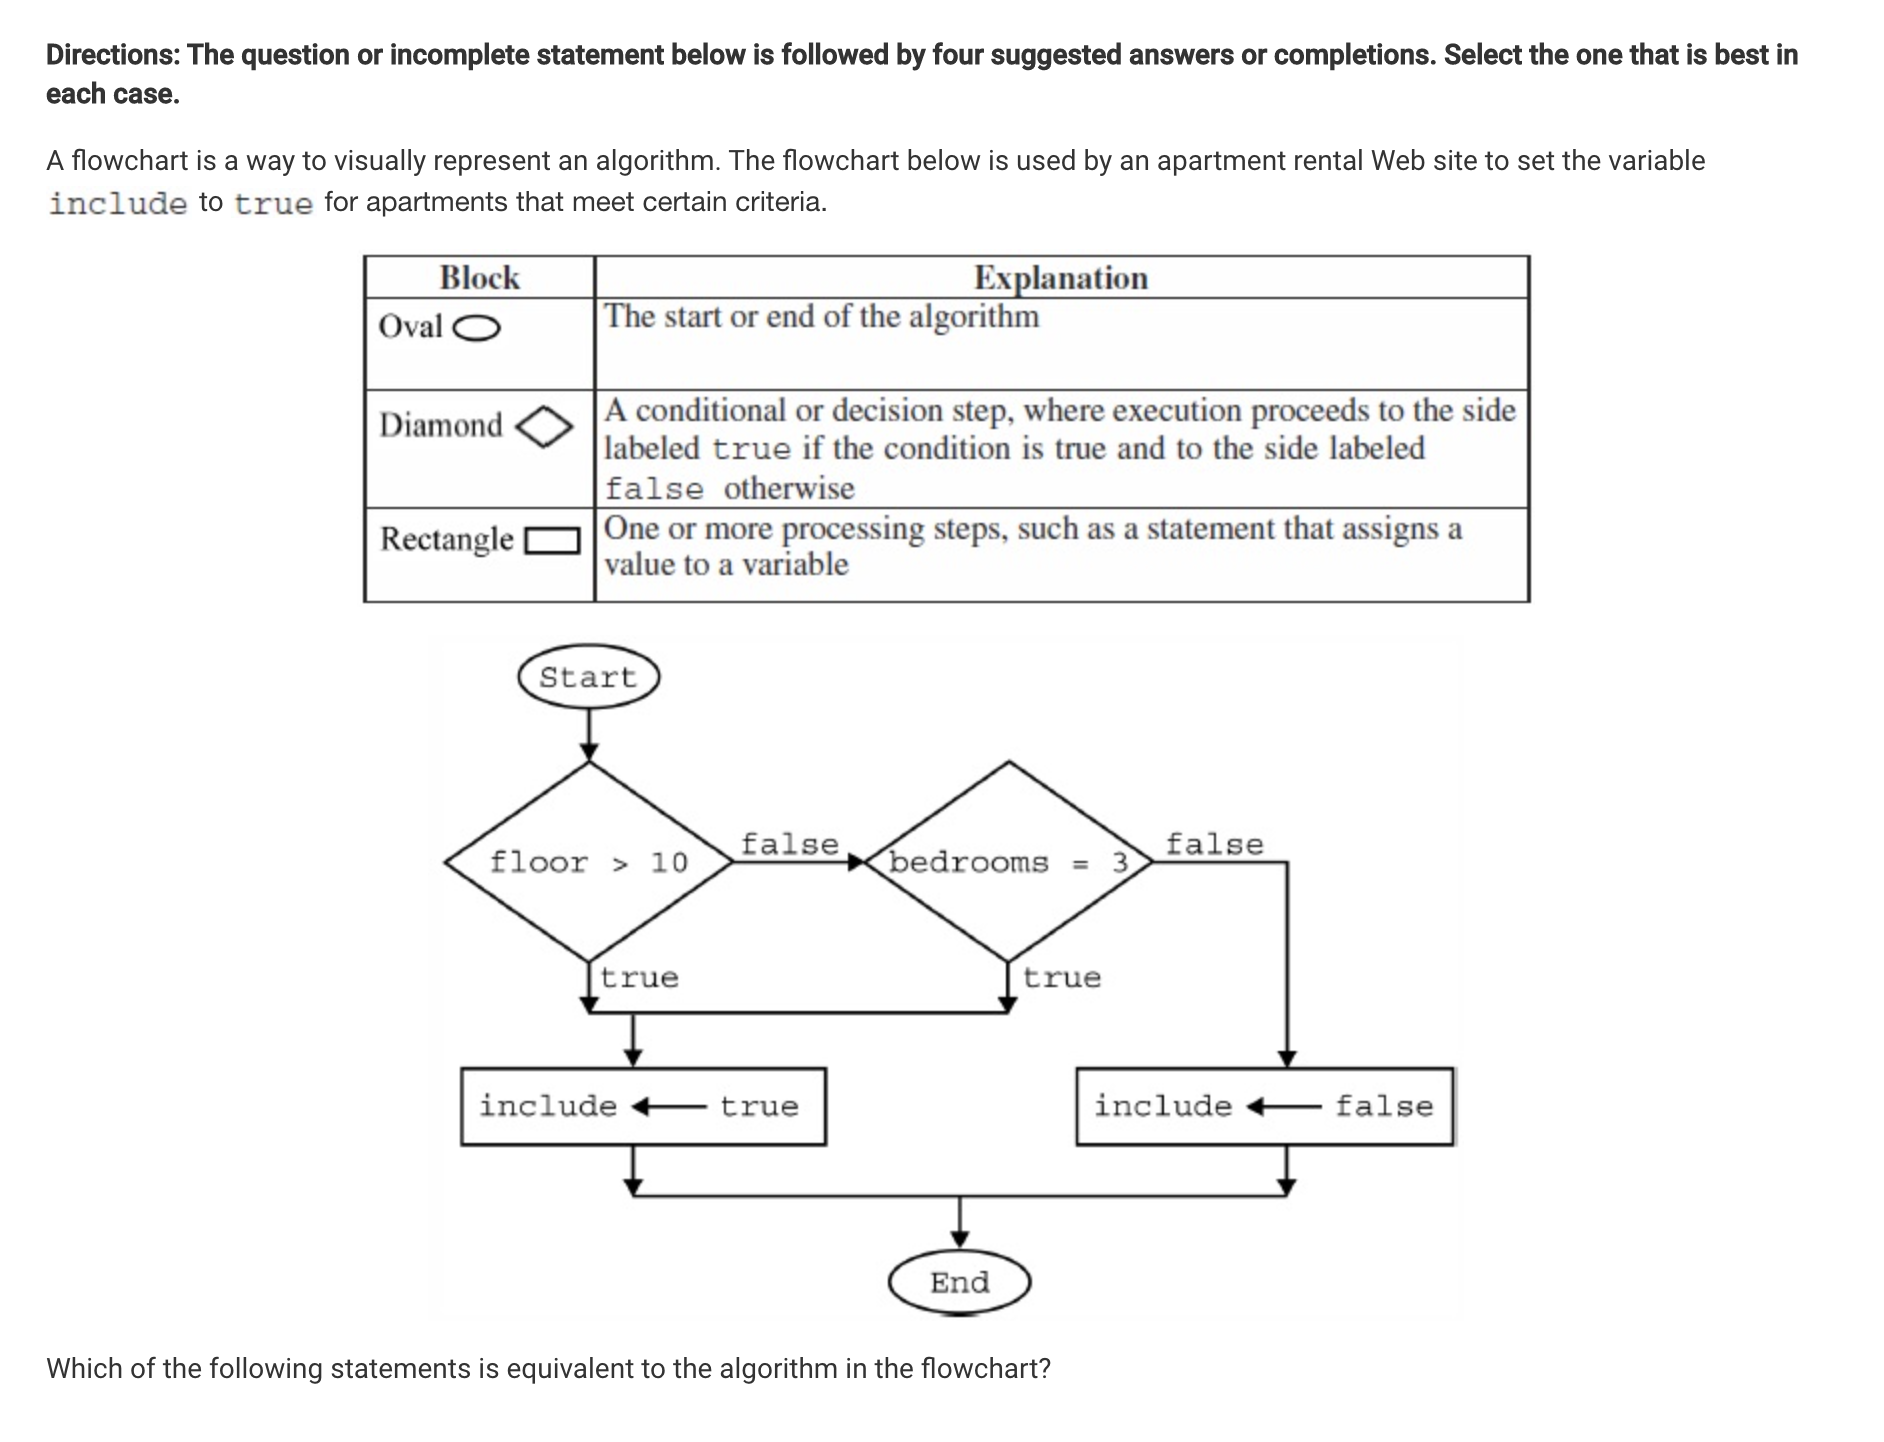 Directions: The question or incomplete statement below is followed by four suggested answers or completions. Select the one that is best in
each case.
A flowchart is a way to visually represent an algorithm. The flowchart below is used by an apartment rental Web site to set the variable
include to true for apartments that meet certain criteria.
Block Explanation
Oval The start or end of the algorithm
Diamond A conditional or decision step, where execution proceeds to the side
labeled true if the condition is true and to the side labeled
false otherwise
Rectangle One or more processing steps, such as a statement that assigns a
value to a variable
Start
floor > 10 false bedrooms = 3 false
true true
include ← true include ← false
End
Which of the following statements is equivalent to the algorithm in the flowchart?